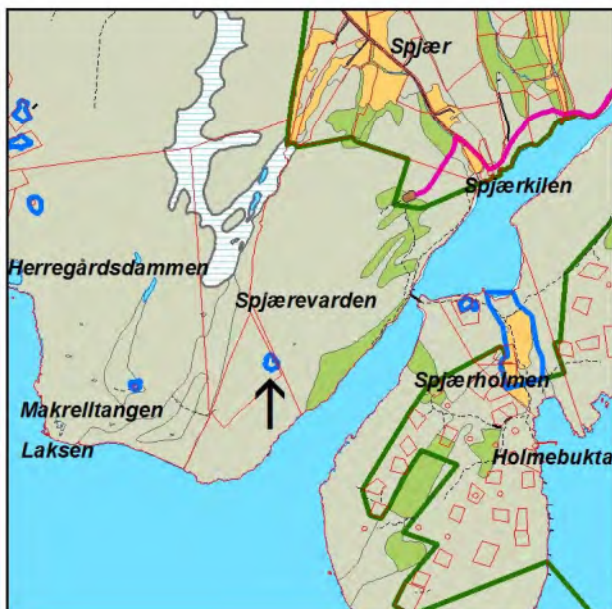 Spjær
Spjærkilen
Herregårdsdammen
Spjærevarden
Spjærholmen
Makrelltangen
Laksen
Holmebukta